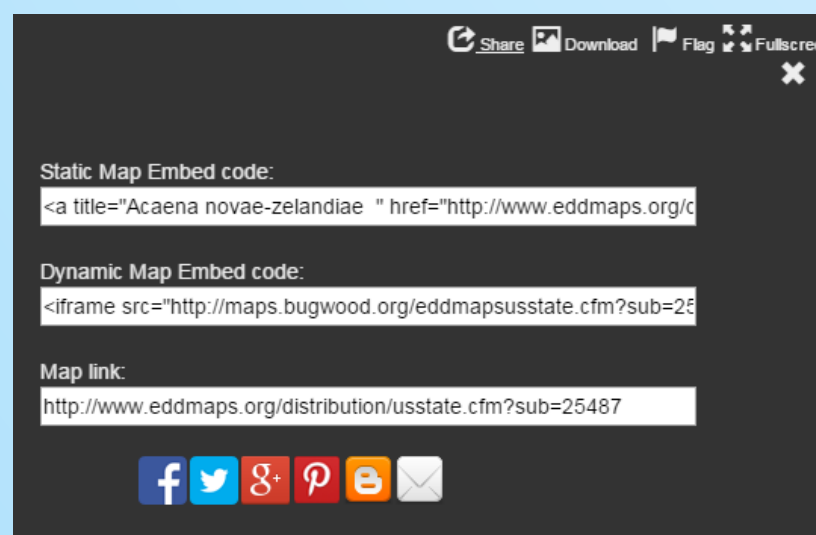 Share Download Flag Fullscree
Static Map Embed code:
<a title="Acaena novae-zelandiae  " href="http://www.eddmaps.org/c
Dynamic Map Embed code:
<iframe src="http://maps.bugwood.org/eddmapsusstate.cfm?sub=25
Map link:
http://www.eddmaps.org/distribution/usstate.cfm?sub=25487